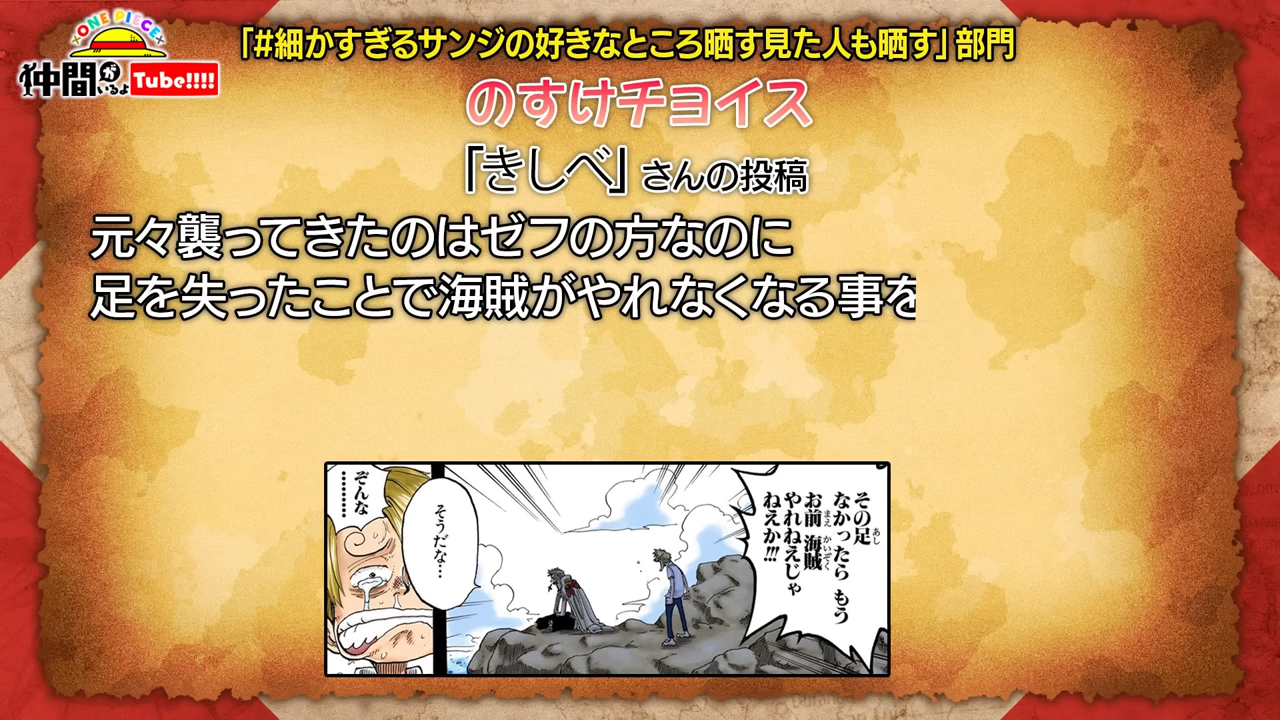 ONE PIECE
仲間がいるよTube!!!!
「#細かすぎるサンジの好きなところ晒す見た人も晒す」部門
のすけチョイス
「きしべ」さんの投稿
元々襲ってきたのはゼフの方なのに
足を失ったことで海賊がやれなくなる事を
その足
なかったら もう
お前 海賊
やれねえじゃ
ねえか!!!
そうだな…
ぞんな
………